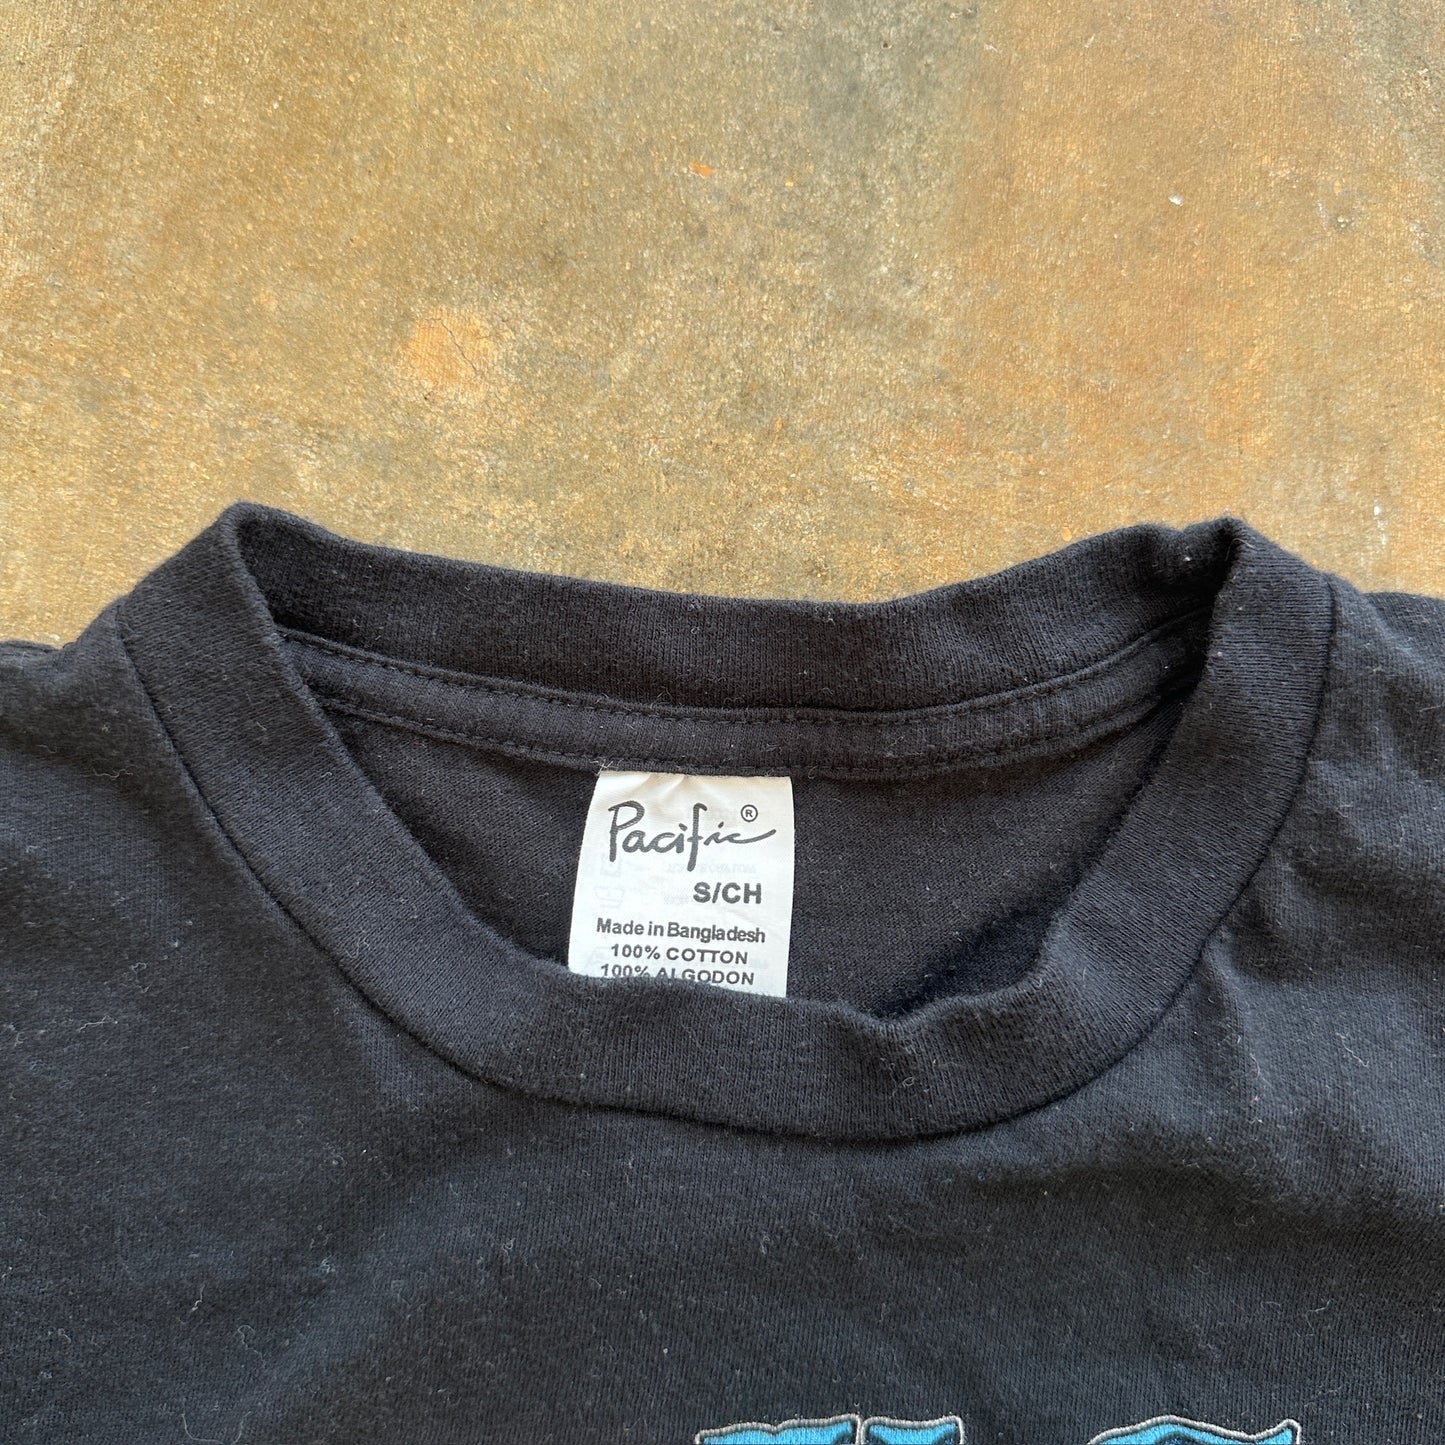 Pacific®
S/CH
Made in Bangladesh
100% COTTON
100% ALGODON